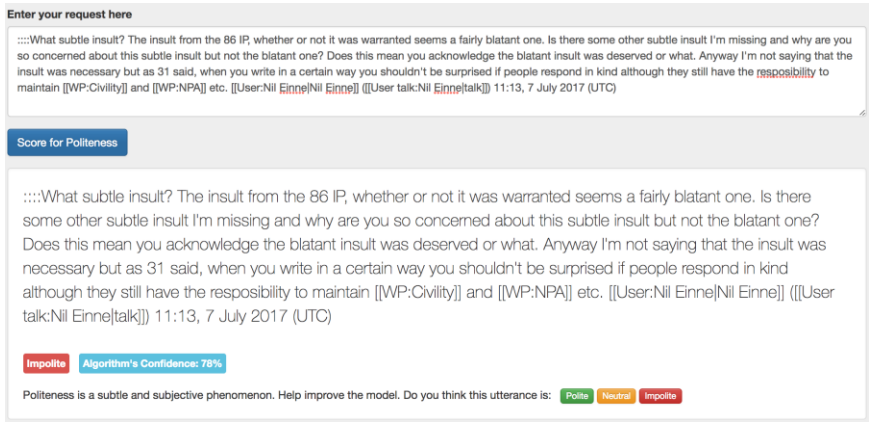 Enter your request here
::::What subtle insult? The insult from the 86 IP, whether or not it was warranted seems a fairly blatant one. Is there some other subtle insult I'm missing and why are you
so concerned about this subtle insult but not the blatant one? Does this mean you acknowledge the blatant insult was deserved or what. Anyway I'm not saying that the
insult was necessary but as 31 said, when you write in a certain way you shouldn't be surprised if people respond in kind although they still have the resposibility to
maintain [[WP:Civility]] and [[WP:NPA]] etc. [[User:Nil Einne|Nil Einne]] ([[User talk:Nil Einne|talk]]) 11:13, 7 July 2017 (UTC)
Score for Politeness
::::What subtle insult? The insult from the 86 IP, whether or not it was warranted seems a fairly blatant one. Is there
some other subtle insult I'm missing and why are you so concerned about this subtle insult but not the blatant one?
Does this mean you acknowledge the blatant insult was deserved or what. Anyway I'm not saying that the insult was
necessary but as 31 said, when you write in a certain way you shouldn't be surprised if people respond in kind
although they still have the resposibility to maintain [[WP:Civility]] and [[WP:NPA]] etc. [[User:Nil Einne|Nil Einne]] ([[User
talk:Nil Einne|talk]]) 11:13, 7 July 2017 (UTC)
Impolite Algorithm's Confidence: 78%
Politeness is a subtle and subjective phenomenon. Help improve the model. Do you think this utterance is: Polite Neutral Impolite